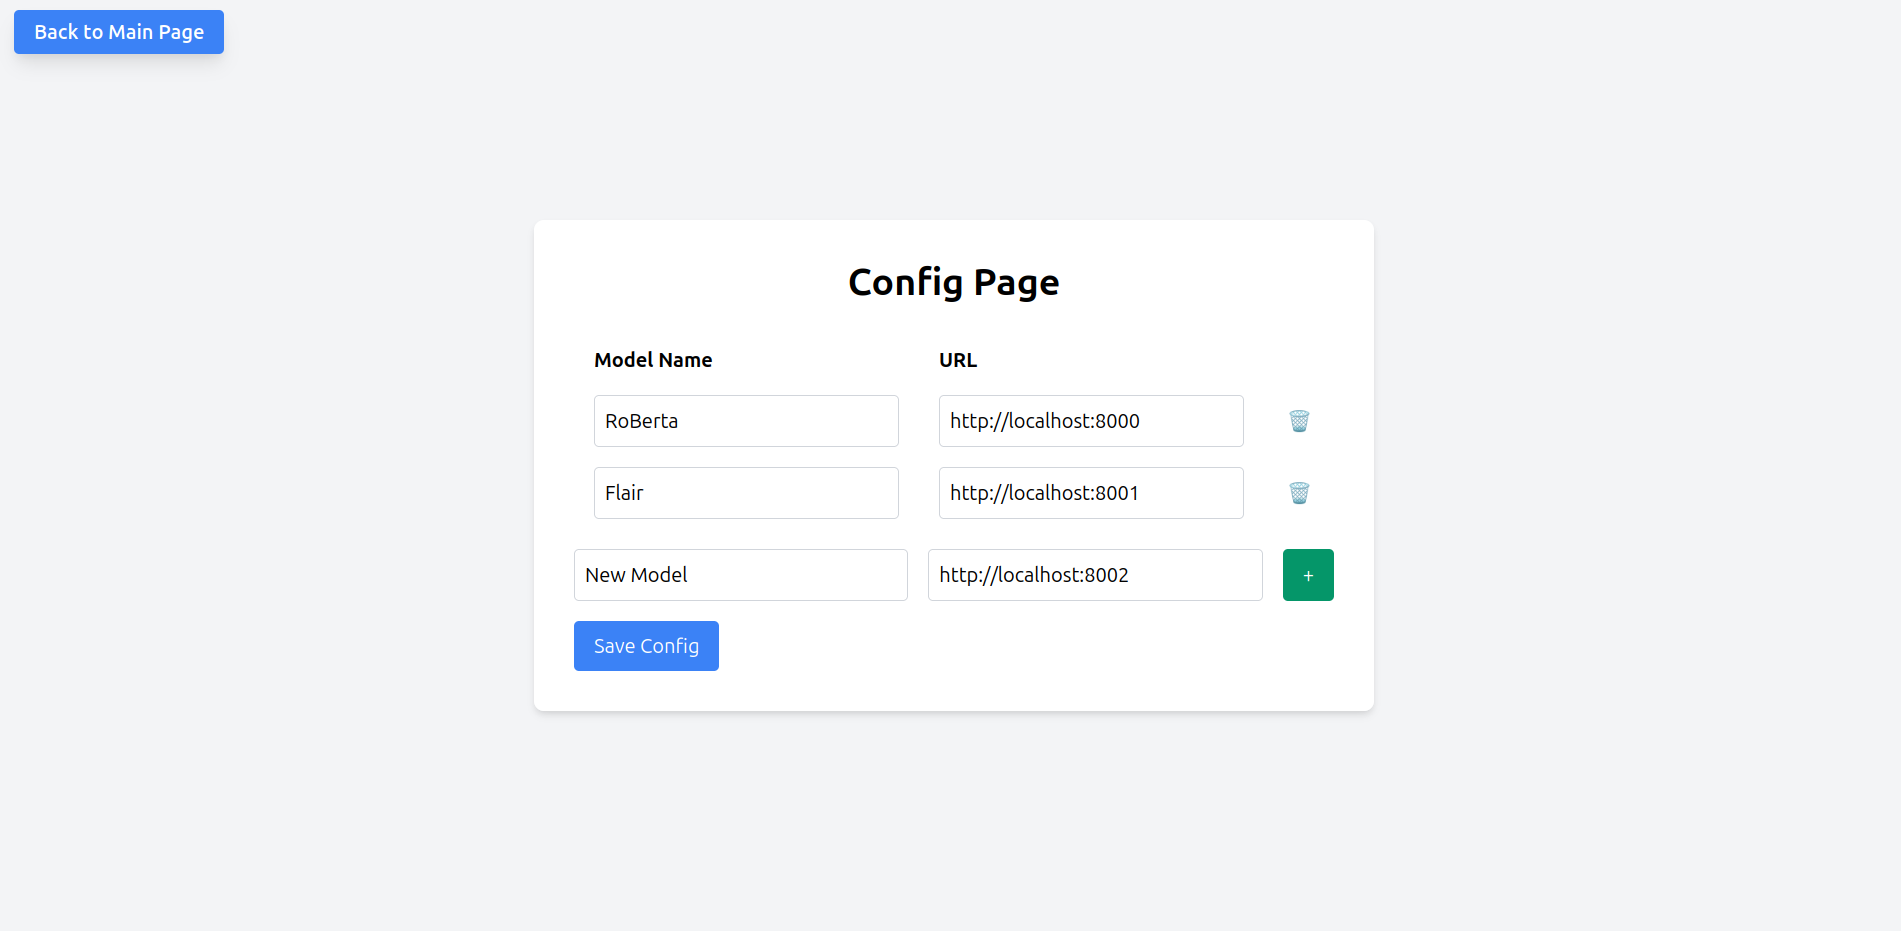 Back to Main Page
Config Page
Model Name URL
RoBerta http://localhost:8000
Flair http://localhost:8001
New Model http://localhost:8002 +
Save Config